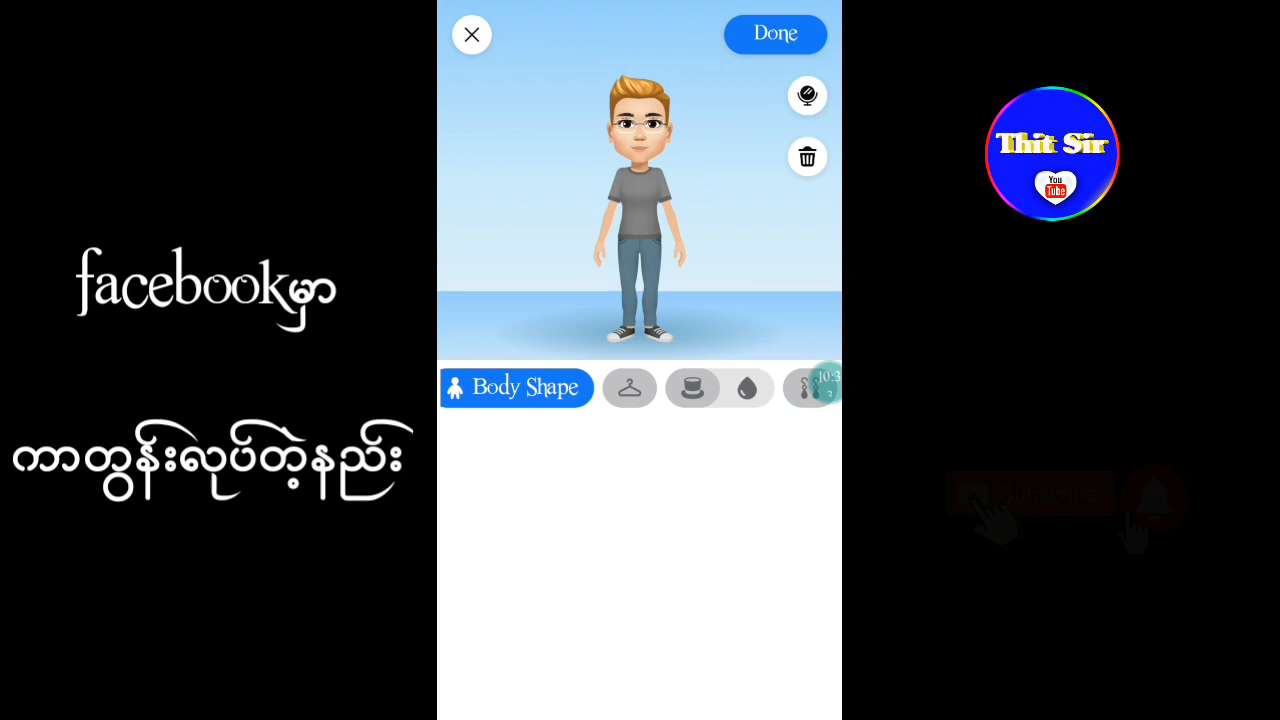 facebookမှာ
ကာတွန်းလုပ်တဲ့နည်း
Done
Body Shape
Thit Sir
You
Tube
Subscribe